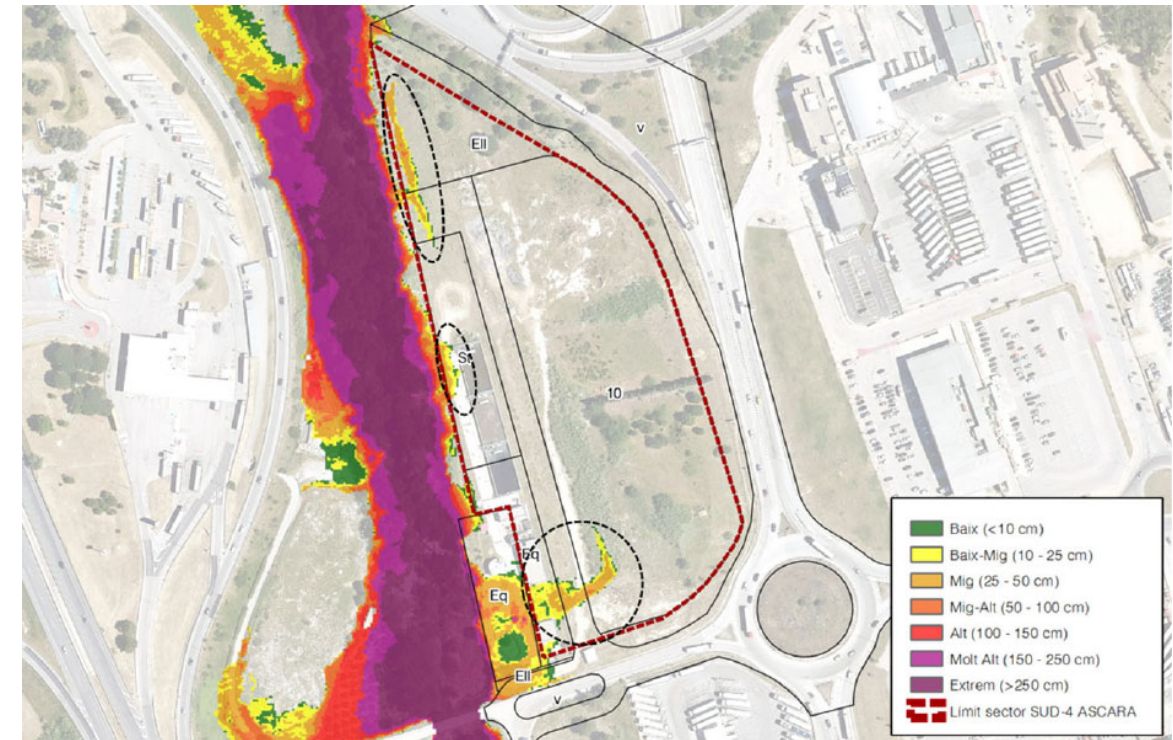 v
Ell
St
10
Eq
Eq
Ell
v
Baix (<10 cm)
Baix-Mig (10 - 25 cm)
Mig (25 - 50 cm)
Mig-Alt (50 - 100 cm)
Alt (100 - 150 cm)
Molt Alt (150 - 250 cm)
Extrem (>250 cm)
Limit sector SUD-4 ASCARA